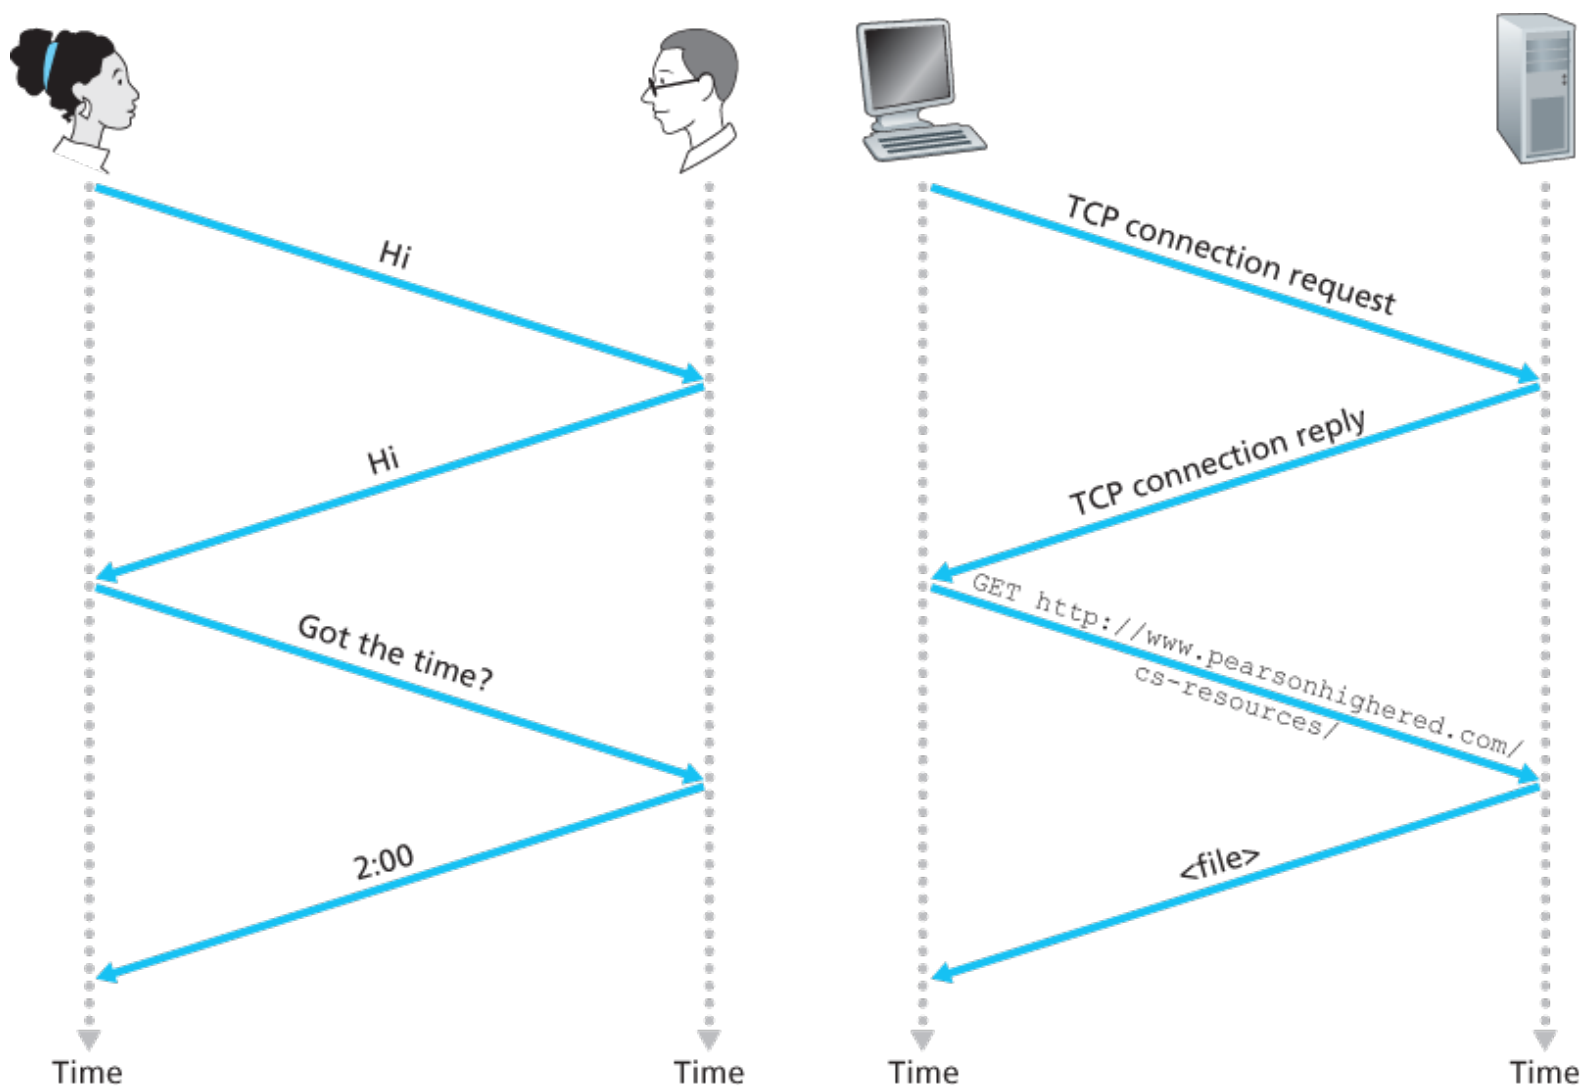 Hi
Hi
Got the time?
2:00
Time
Time
TCP connection request
TCP connection reply
GET http://www.pearsonhighered.com/
cs-resources/
<file>
Time
Time